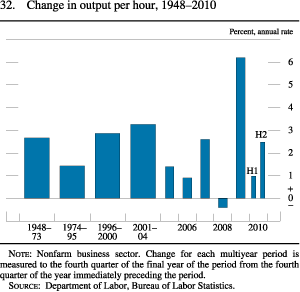 32. Change in output per hour, 1948–2010
Percent, annual rate
6
5
4
3
2
1
+
0
–
H1
H2
1948– 1974– 1996– 2001– 2006 2008 2010
73 95 2000 04
NOTE: Nonfarm business sector. Change for each multiyear period is
measured to the fourth quarter of the final year of the period from the fourth
quarter of the year immediately preceding the period.
SOURCE: Department of Labor, Bureau of Labor Statistics.